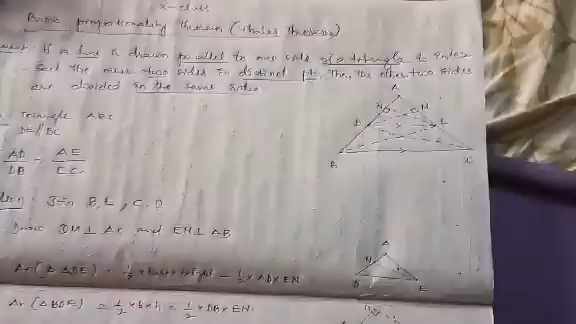 X-class
Basic proportionality theorem (Thales theorem)
If a line is drawn parallel to one side of a triangle to inter
the other two sides in distinct pts, Then, the other two sides
are divided in the same ratio
Triangle ABC
DE∥BC
AD/DB = AE/EC
Join B,E, C,D
Draw DM⊥AC and EN⊥AB
Ar(△ADE) = 1/2 × base × height = 1/2 × AD × EN
Ar(△BDE) = 1/2 × b × h = 1/2 × DB × EN
A
N
M
D
E
B
C
A
N
D
E